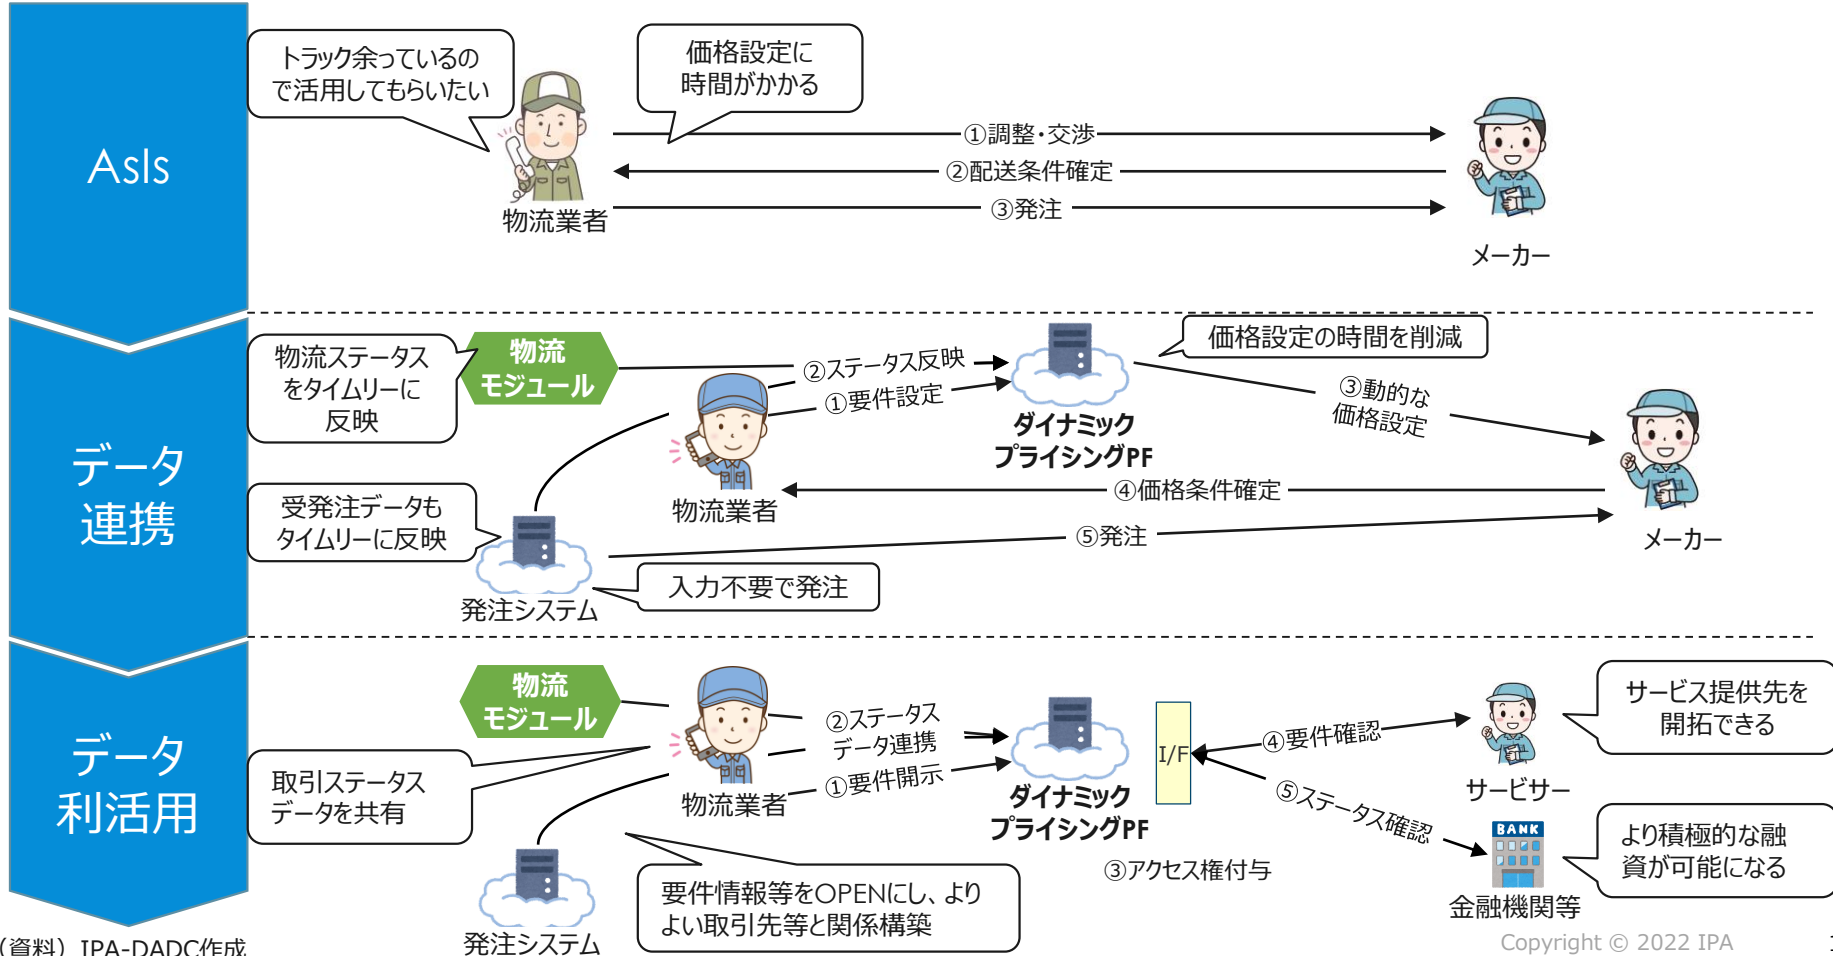 AsIs
トラック余っているの
で活用してもらいたい
価格設定に
時間がかかる
①調整・交渉
②配送条件確定
③発注
物流業者
メーカー
データ
連携
物流ステータス
をタイムリーに
反映
物流
モジュール
②ステータス反映
①要件設定
ダイナミック
プライシングPF
価格設定の時間を削減
③動的な
価格設定
④価格条件確定
⑤発注
物流業者
メーカー
受発注データも
タイムリーに反映
入力不要で発注
発注システム
データ
利活用
物流
モジュール
②ステータス
データ連携
①要件開示
物流業者
取引ステータス
データを共有
ダイナミック
プライシングPF
I/F
③アクセス権付与
④要件確認
⑤ステータス確認
サービサー
サービス提供先を
開拓できる
BANK
金融機関等
より積極的な融
資が可能になる
要件情報等をOPENにし、より
よい取引先等と関係構築
発注システム
（資料）IPA-DADC作成
Copyright © 2022 IPA